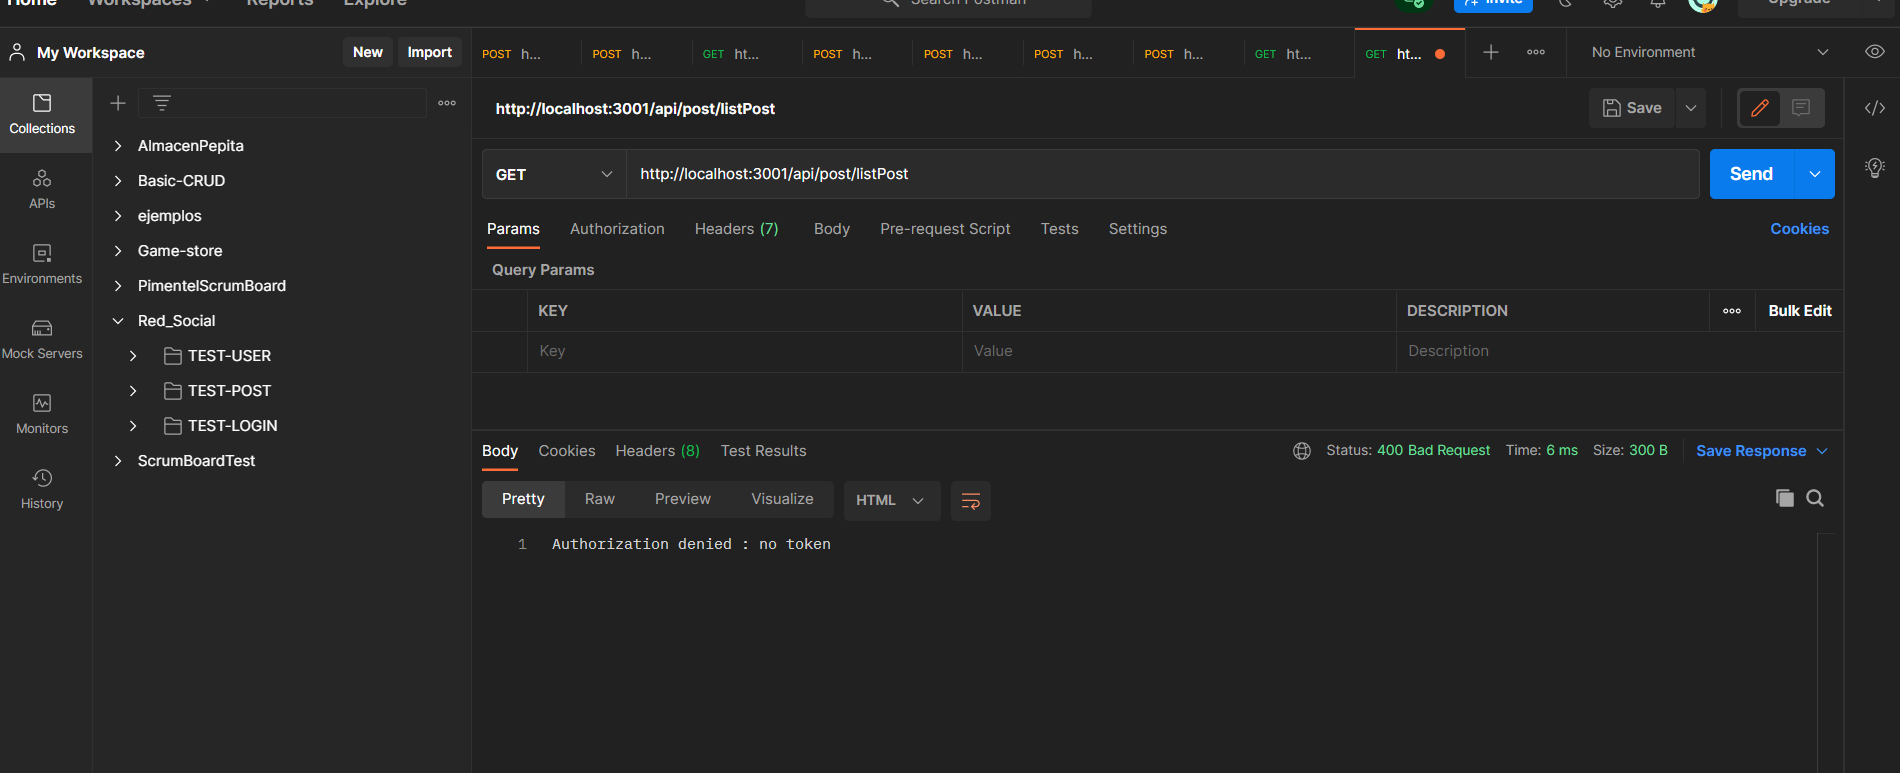 Home Workspaces Reports Explore Search Postman Invite Upgrade
My Workspace New Import
POST h... POST h... GET ht... POST h... POST h... POST h... POST h... GET ht... GET ht... No Environment
Collections
APIs
Environments
Mock Servers
Monitors
History
AlmacenPepita
Basic-CRUD
ejemplos
Game-store
PimentelScrumBoard
Red_Social
TEST-USER
TEST-POST
TEST-LOGIN
ScrumBoardTest
http://localhost:3001/api/post/listPost Save
GET http://localhost:3001/api/post/listPost Send
Params Authorization Headers (7) Body Pre-request Script Tests Settings Cookies
Query Params
KEY VALUE DESCRIPTION Bulk Edit
Key Value Description
Body Cookies Headers (8) Test Results Status: 400 Bad Request Time: 6 ms Size: 300 B Save Response
Pretty Raw Preview Visualize HTML
1 Authorization denied : no token